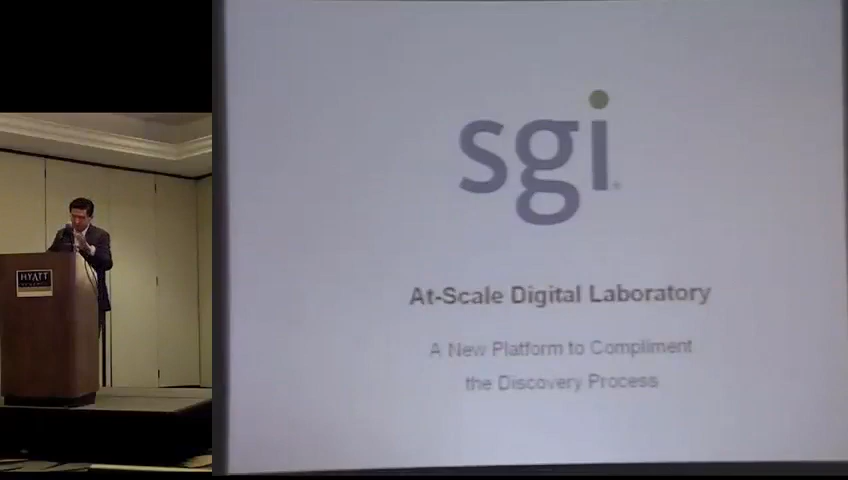 sgi
At-Scale Digital Laboratory
A New Platform to Compliment
the Discovery Process
HYATT